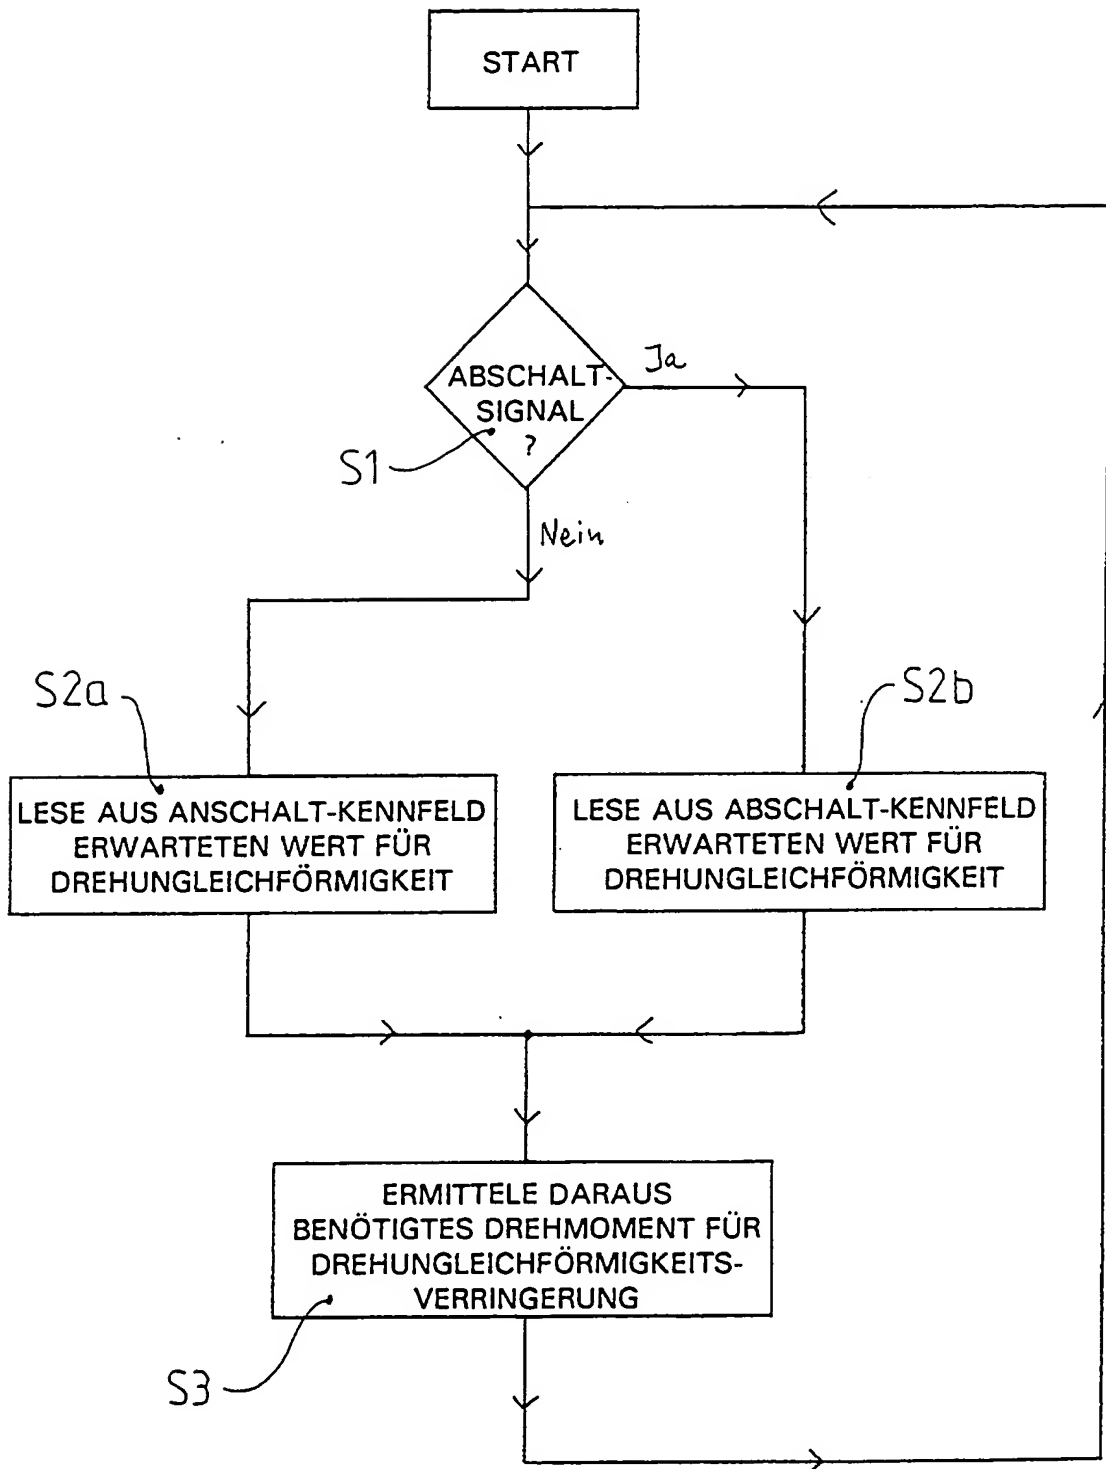 START
ABSCHALT-
SIGNAL
?
Ja
S1
Nein
S2a
S2b
LESE AUS ANSCHALT-KENNFELD
ERWARTETEN WERT FÜR
DREHUNGLEICHFÖRMIGKEIT
LESE AUS ABSCHALT-KENNFELD
ERWARTETEN WERT FÜR
DREHUNGLEICHFÖRMIGKEIT
ERMITTELE DARAUS
BENÖTIGTES DREHMOMENT FÜR
DREHUNGLEICHFÖRMIGKEITS-
VERRINGERUNG
S3